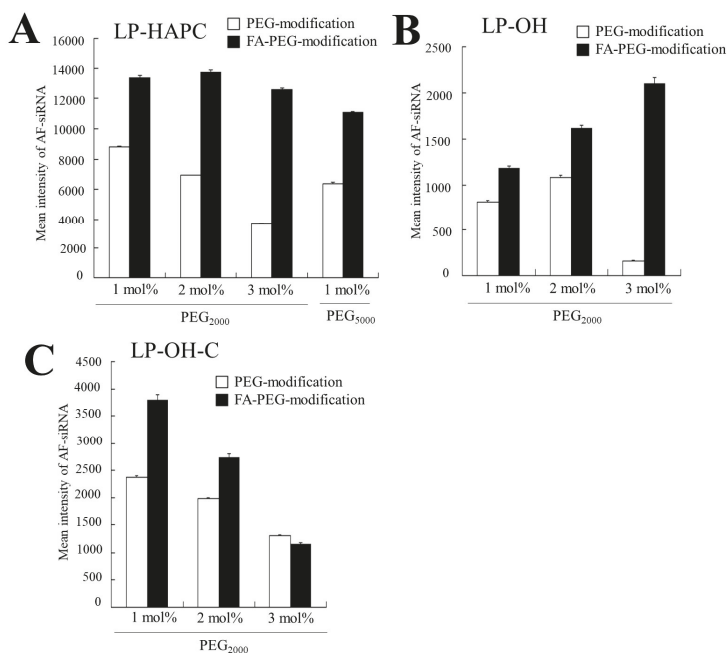 A
LP-HAPC
PEG-modification
FA-PEG-modification
Mean intensity of AF-siRNA
16000
14000
12000
10000
8000
6000
4000
2000
0
1 mol%
2 mol%
3 mol%
1 mol%
PEG2000
PEG5000
B
LP-OH
PEG-modification
FA-PEG-modification
Mean intensity of AF-siRNA
2500
2000
1500
1000
500
0
1 mol%
2 mol%
3 mol%
PEG2000
C
LP-OH-C
PEG-modification
FA-PEG-modification
Mean intensity of AF-siRNA
4500
4000
3500
3000
2500
2000
1500
1000
500
0
1 mol%
2 mol%
3 mol%
PEG2000